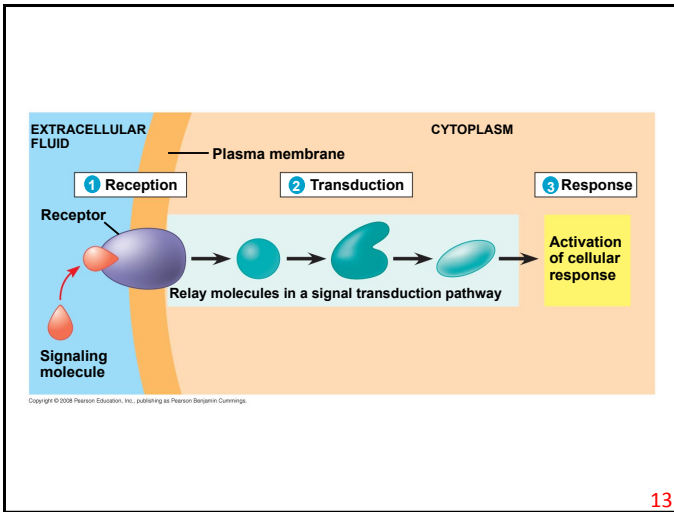 EXTRACELLULAR
FLUID
CYTOPLASM
Plasma membrane
1 Reception
2 Transduction
3 Response
Receptor
Activation
of cellular
response
Relay molecules in a signal transduction pathway
Signaling
molecule
Copyright © 2008 Pearson Education, Inc., publishing as Pearson Benjamin Cummings.
13